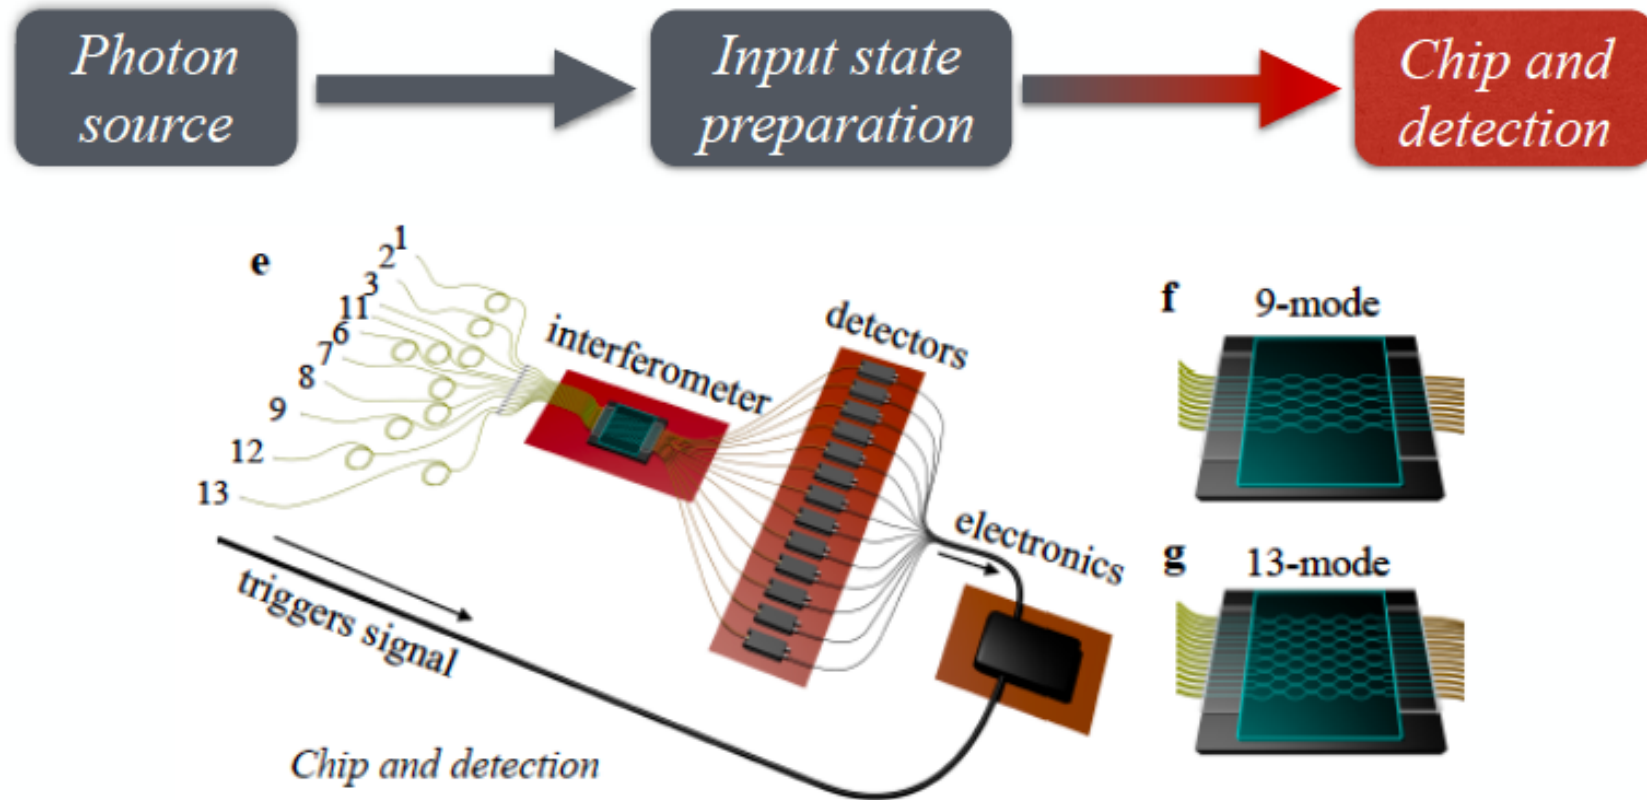 Photon
source
Input state
preparation
Chip and
detection
e
1
2
3
11
6
7
8
9
12
13
interferometer
detectors
electronics
triggers signal
Chip and detection
f
9-mode
g
13-mode